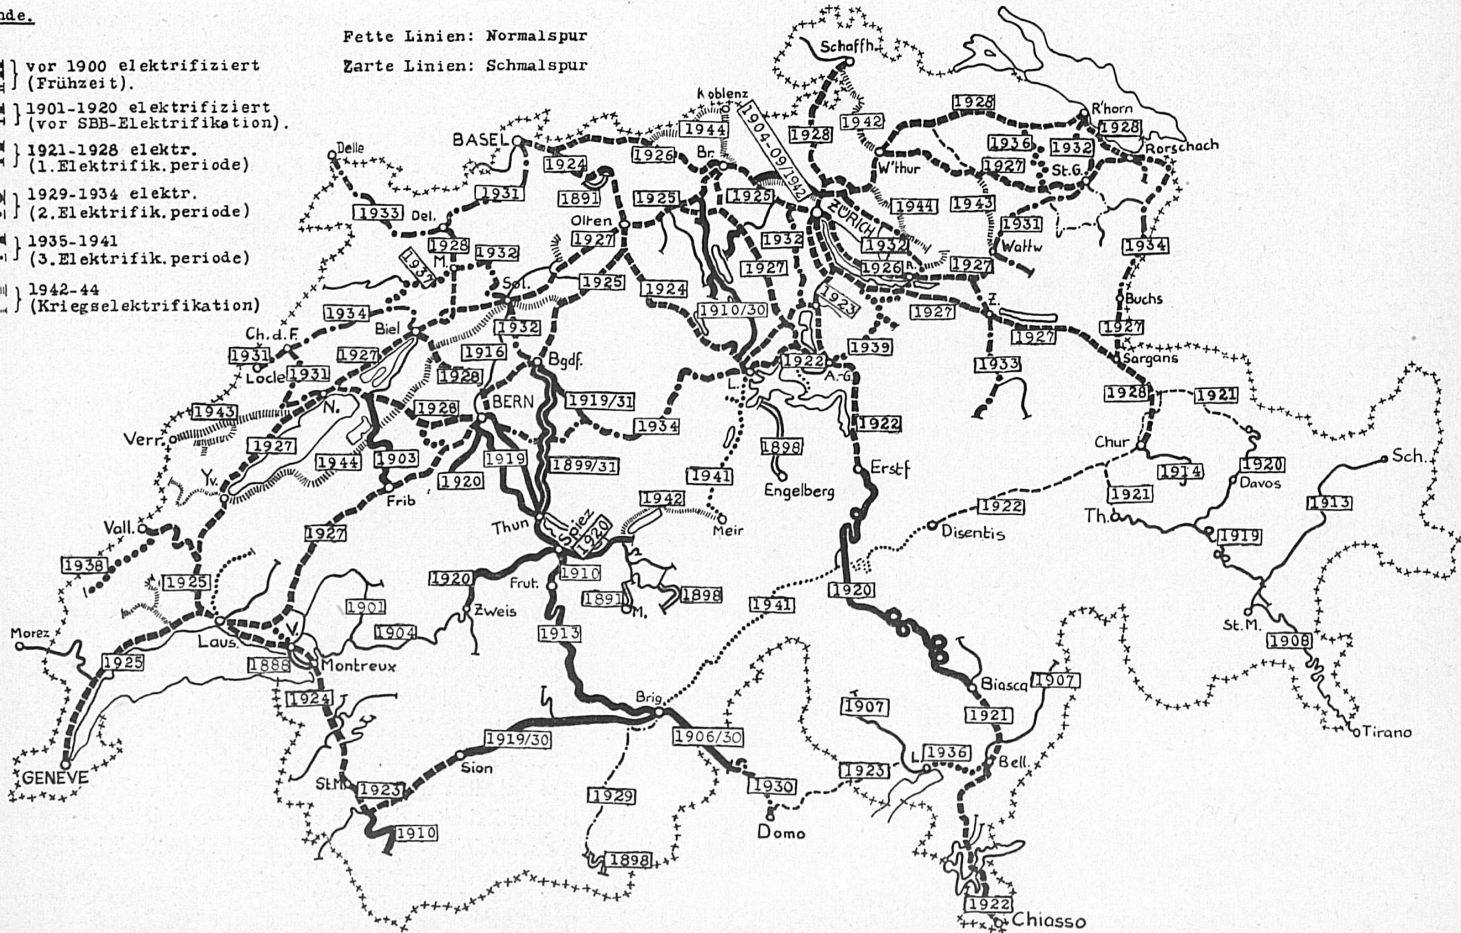 nde.
Fette Linien: Normalspur
Zarte Linien: Schmalspur
vor 1900 elektrifiziert
(Frühzeit).
1901-1920 elektrifiziert
(vor SBB-Elektrifikation).
1921-1928 elektr.
(1.Elektrifik.periode)
1929-1934 elektr.
(2.Elektrifik.periode)
1935-1941
(3.Elektrifik.periode)
1942-44
(Kriegselektrifikation)
Schaffh.
Koblenz
1904-09/1942
1928
1942
1928
R'horn
1928
Rorschach
1944
BASEL
Delle
1924
1926
Br.
W'thur
1936
1932
1927
St.G.
1931
1891
1925
1925
1944
1943
1931
1933
Del.
Olten
ZÜRICH
Wattw
1934
1928
1932
1927
1932
1932
M.
1937
1926
R.
1927
Sol.
1925
1924
1927
1923
1910/30
Buchs
1934
Biel
1932
1927
Z.
1927
1927
Ch.d.F.
1927
1916
Bgdf.
1939
1933
Sargans
1931
Locle
1931
1928
1922
A.-G.
L.
1928
1921
N.
1928
BERN
1919/31
1943
Verr.
1927
1934
1922
Chur
1944
1903
1919
1899/31
1898
Erstf
1914
1920
Sch.
Yv.
Frib
1920
1941
Engelberg
Davos
1921
1913
Vall.
1927
Thun
1942
Meir
1922
Disentis
Th.
1919
Spiez
1920
1938
1925
1920
Frut.
1910
1891
M.
1898
1920
1901
Zweis
1941
St.M.
Morez
Laus.
V.
1904
1913
1908
1925
1888
Montreux
1924
Brig
Biasca
1907
1907
1921
1919/30
1906/30
Tirano
Sion
L.
1936
Bell.
GENEVE
St.M.
1923
1929
1930
1923
Domo
1910
1898
1922
Chiasso